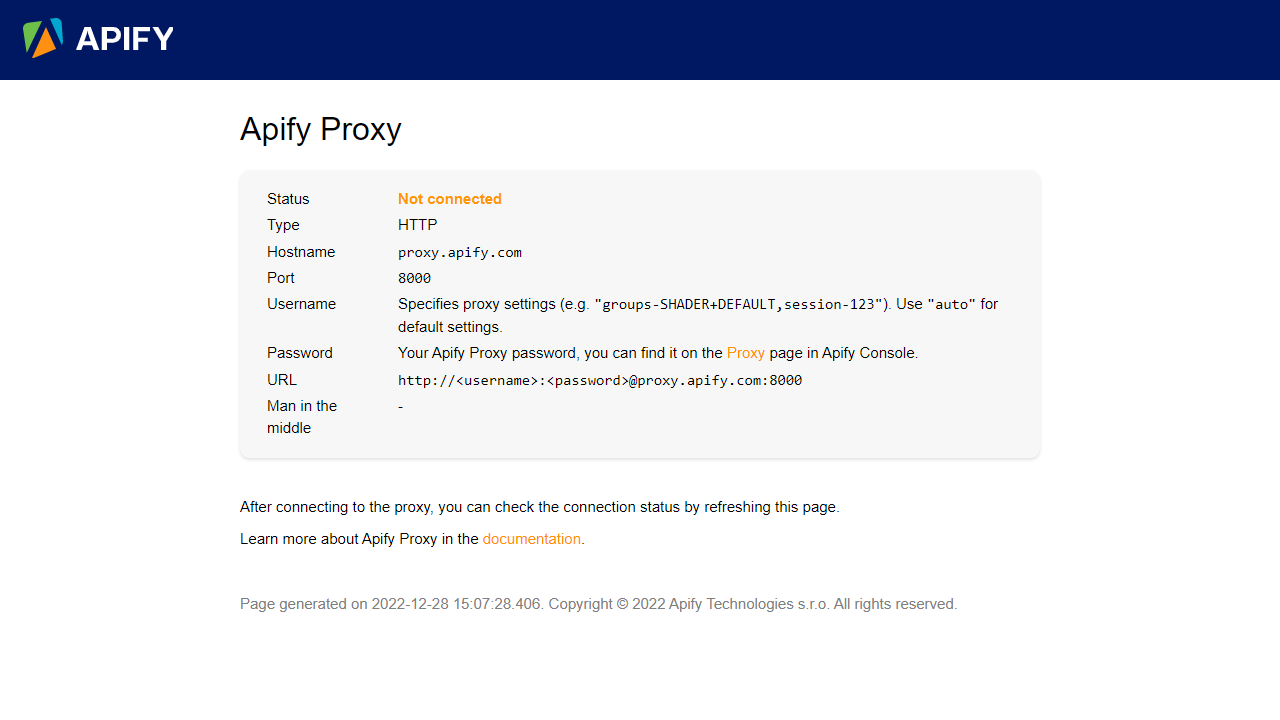 APIFY
Apify Proxy
Status Not connected
Type HTTP
Hostname proxy.apify.com
Port 8000
Username Specifies proxy settings (e.g. "groups-SHADER+DEFAULT,session-123"). Use "auto" for
default settings.
Password Your Apify Proxy password, you can find it on the Proxy page in Apify Console.
URL http://<username>:<password>@proxy.apify.com:8000
Man in the -
middle
After connecting to the proxy, you can check the connection status by refreshing this page.
Learn more about Apify Proxy in the documentation.
Page generated on 2022-12-28 15:07:28.406. Copyright © 2022 Apify Technologies s.r.o. All rights reserved.